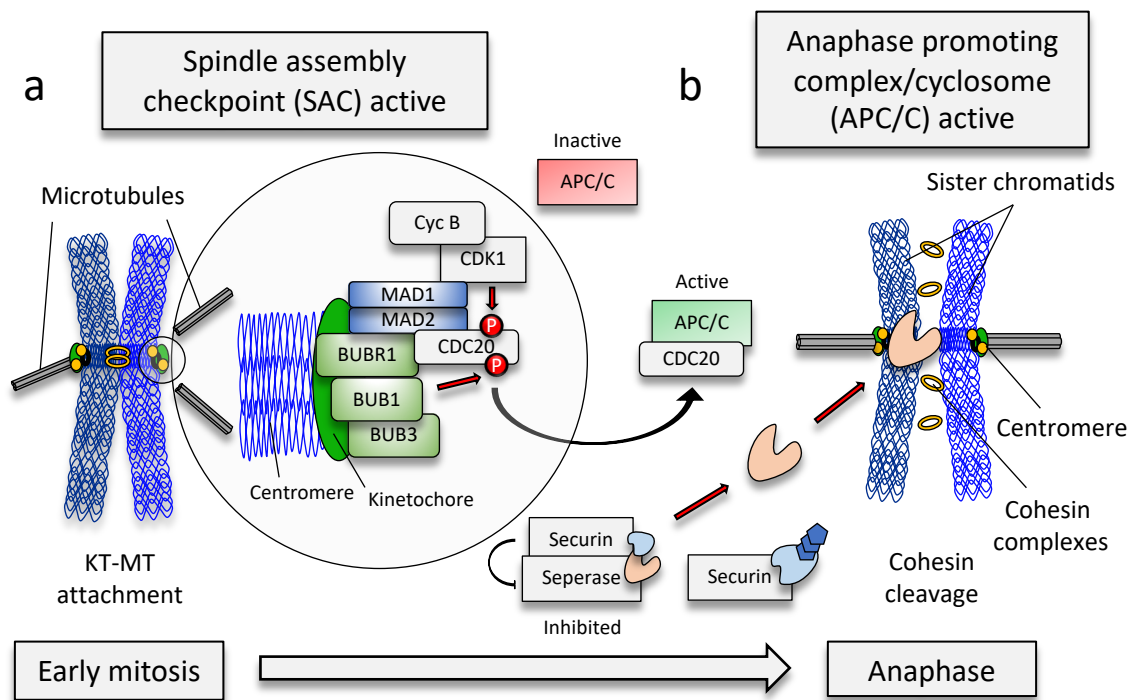 a
Spindle assembly
checkpoint (SAC) active
b
Anaphase promoting
complex/cyclosome
(APC/C) active
Inactive
APC/C
Microtubules
Sister chromatids
Cyc B
CDK1
MAD1
MAD2
P
CDC20
BUBR1
P
BUB1
BUB3
Active
APC/C
CDC20
Centromere
Kinetochore
Centromere
Cohesin
complexes
KT-MT
attachment
Securin
Seperase
Inhibited
Securin
Cohesin
cleavage
Early mitosis
Anaphase